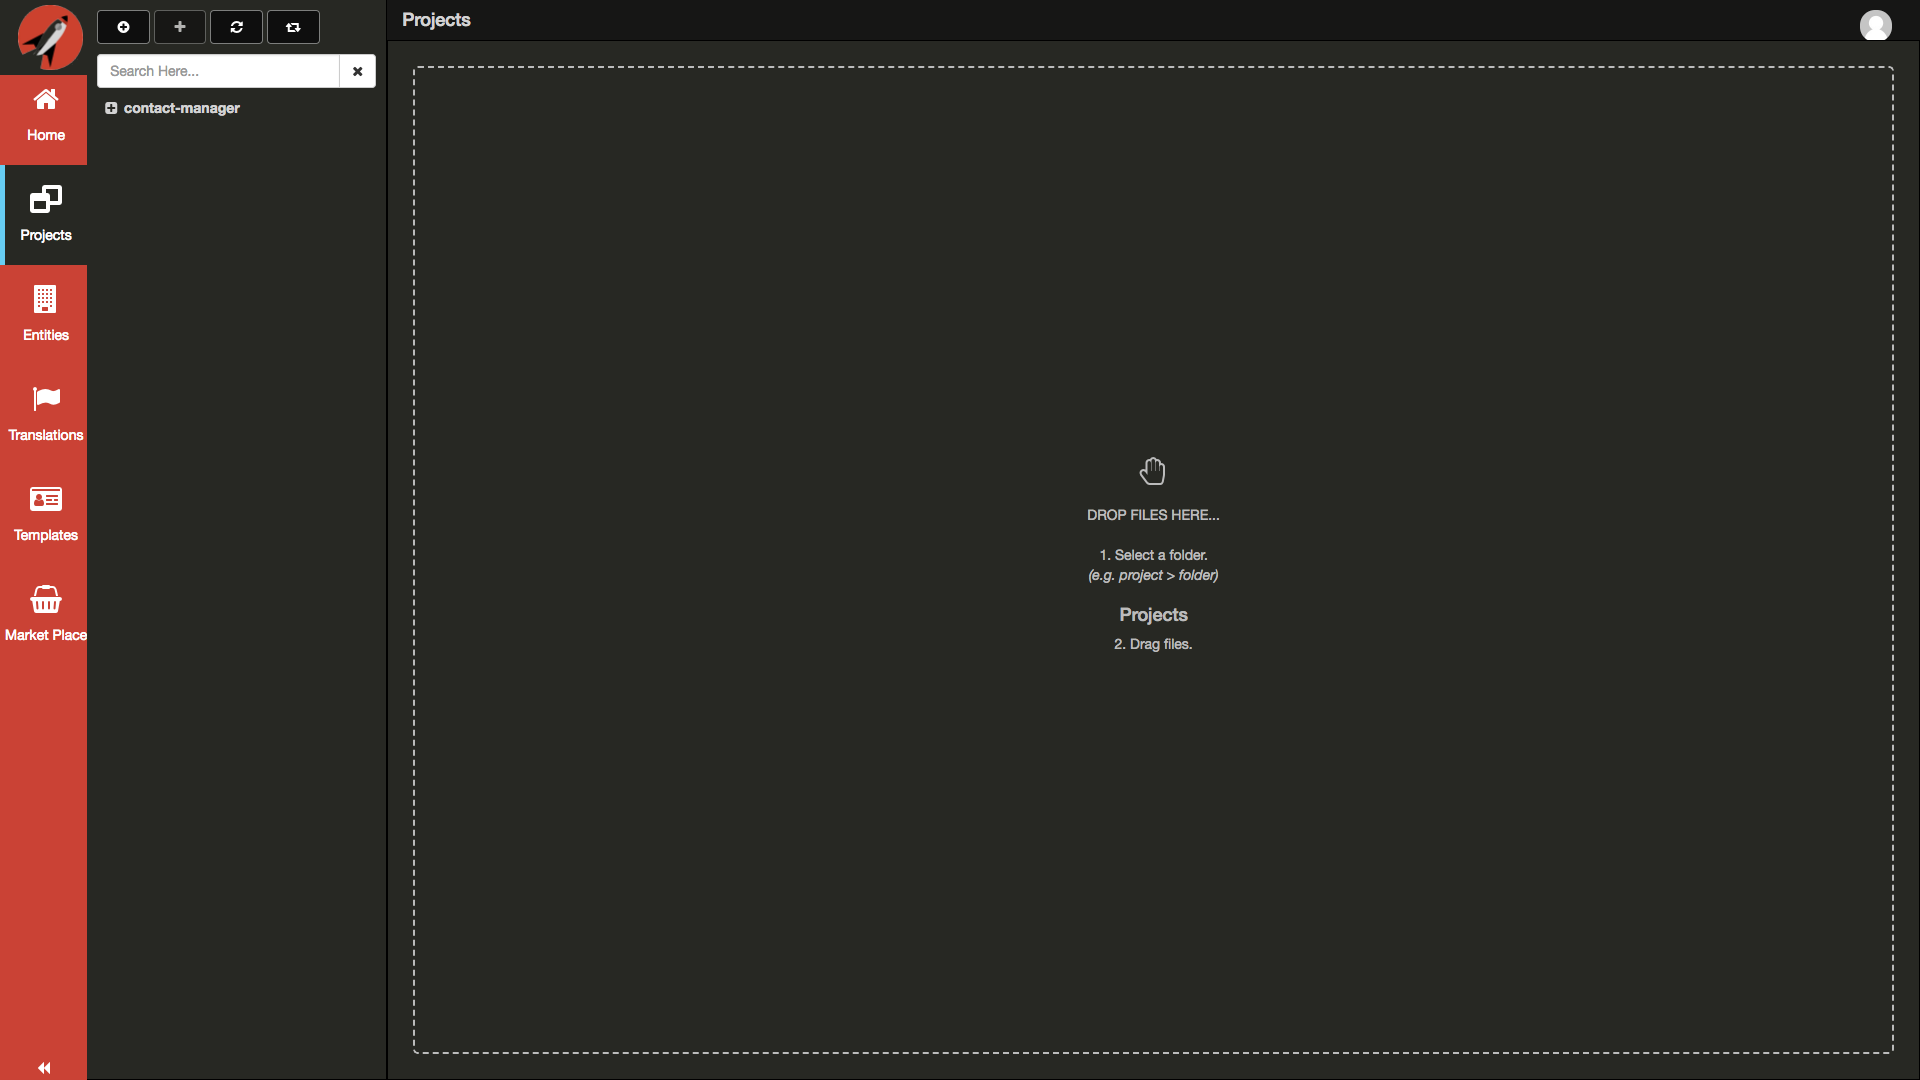 Projects
Search Here...
contact-manager
Home
Projects
Entities
Translations
Templates
Market Place
DROP FILES HERE...
1. Select a folder.
(e.g. project > folder)
Projects
2. Drag files.